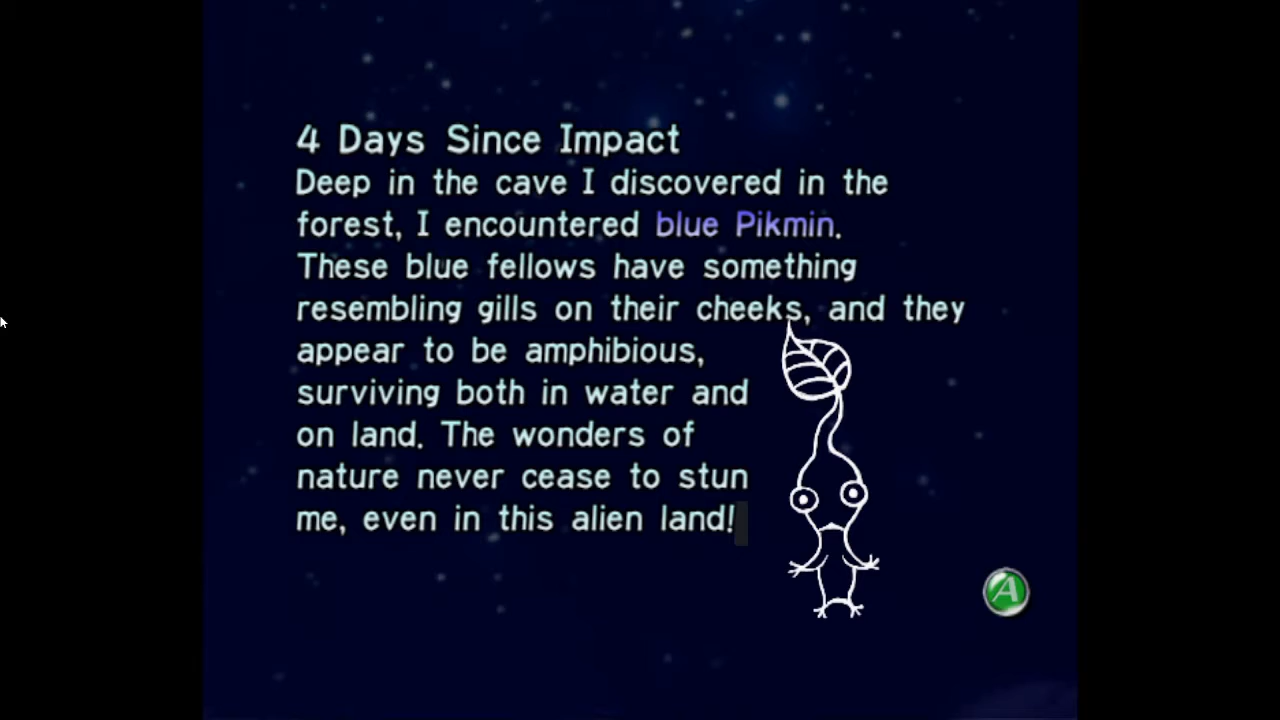 4 Days Since Impact
Deep in the cave I discovered in the
forest, I encountered blue Pikmin.
These blue fellows have something
resembling gills on their cheeks, and they
appear to be amphibious,
surviving both in water and
on land. The wonders of
nature never cease to stun
me, even in this alien land!
A